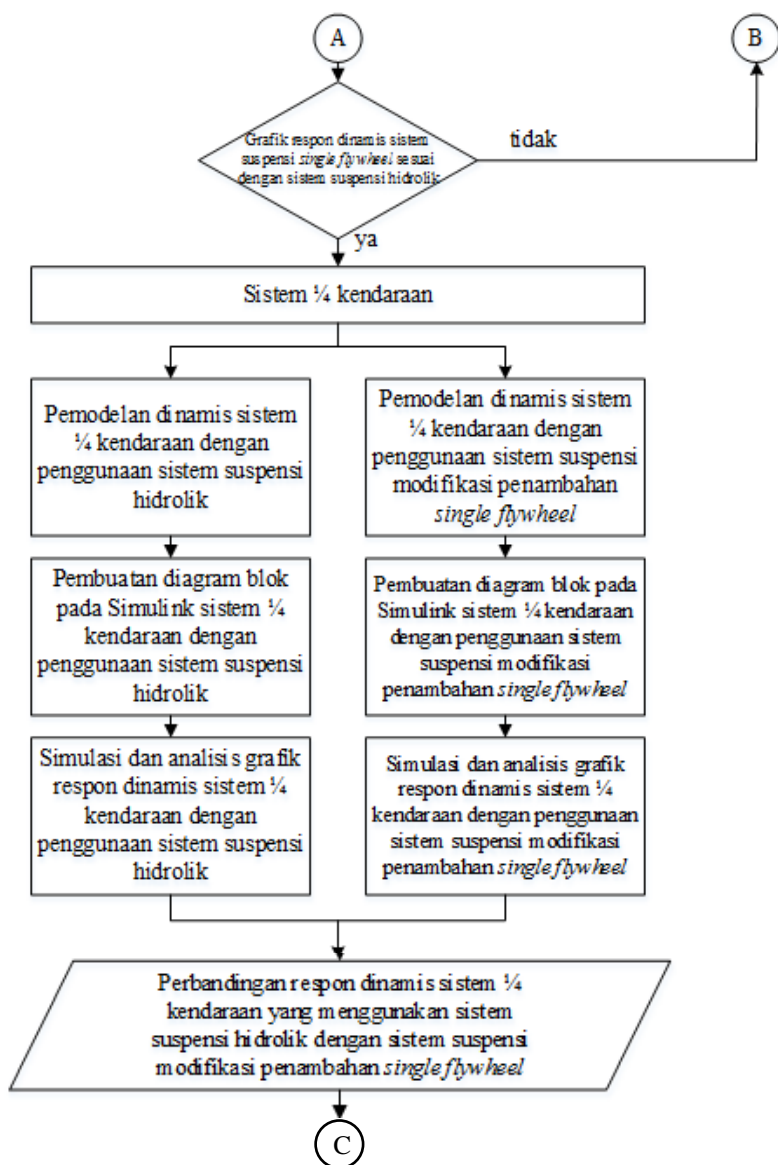 A
B
Grafik respon dinamis sistem
suspensi single flywheel sesuai
dengan sistem suspensi hidrolik
tidak
ya
Sistem ¼ kendaraan
Pemodelan dinamis sistem
¼ kendaraan dengan
penggunaan sistem suspensi
hidrolik
Pemodelan dinamis sistem
¼ kendaraan dengan
penggunaan sistem suspensi
modifikasi penambahan
single flywheel
Pembuatan diagram blok
pada Simulink sistem ¼
kendaraan dengan
penggunaan sistem suspensi
hidrolik
Pembuatan diagram blok pada
Simulink sistem ¼ kendaraan
dengan penggunaan sistem
suspensi modifikasi
penambahan single flywheel
Simulasi dan analisis grafik
respon dinamis sistem ¼
kendaraan dengan
penggunaan sistem suspensi
hidrolik
Simulasi dan analisis grafik
respon dinamis sistem ¼
kendaraan dengan penggunaan
sistem suspensi modifikasi
penambahan single flywheel
Perbandingan respon dinamis sistem ¼
kendaraan yang menggunakan sistem
suspensi hidrolik dengan sistem suspensi
modifikasi penambahan single flywheel
C